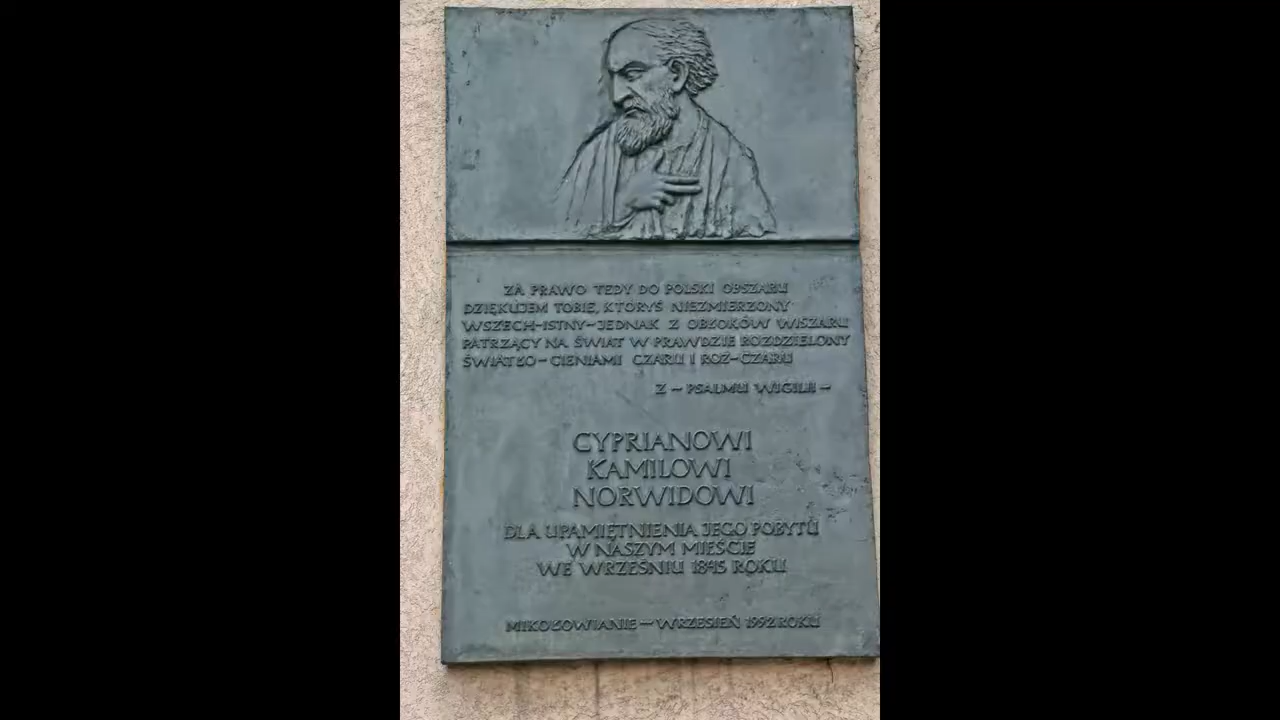 ZA PRAWO TEDY DO POLSKI OBSZARU
DZIĘKUJEM TOBIE, KTÓRYŚ NIEZMIERZONY
WSZECH-ISTNY-JEDNAK Z OBŁOKÓW WISZARU
PATRZĄCY NA ŚWIAT W PRAWDZIE ROZDZIELONY
ŚWIATŁO-CIENIAMI CZARU I ROZ-CZARU
Z - PSALMU WIGILII -
CYPRIANOWI
KAMILOWI
NORWIDOWI
DLA UPAMIĘTNIENIA JEGO POBYTU
W NASZYM MIEŚCIE
WE WRZEŚNIU 1845 ROKU
MIKOŁOWIANIE - WRZESIEŃ 1992 ROKU